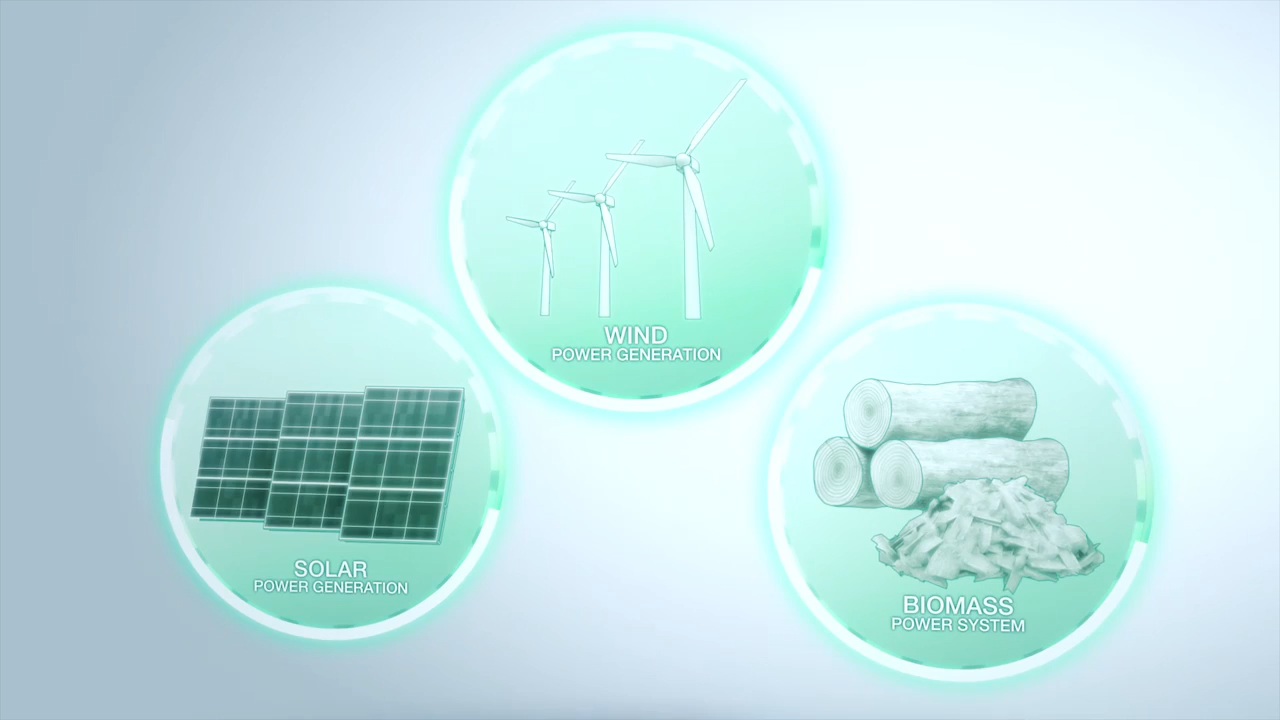 WIND
POWER GENERATION
SOLAR
POWER GENERATION
BIOMASS
POWER SYSTEM